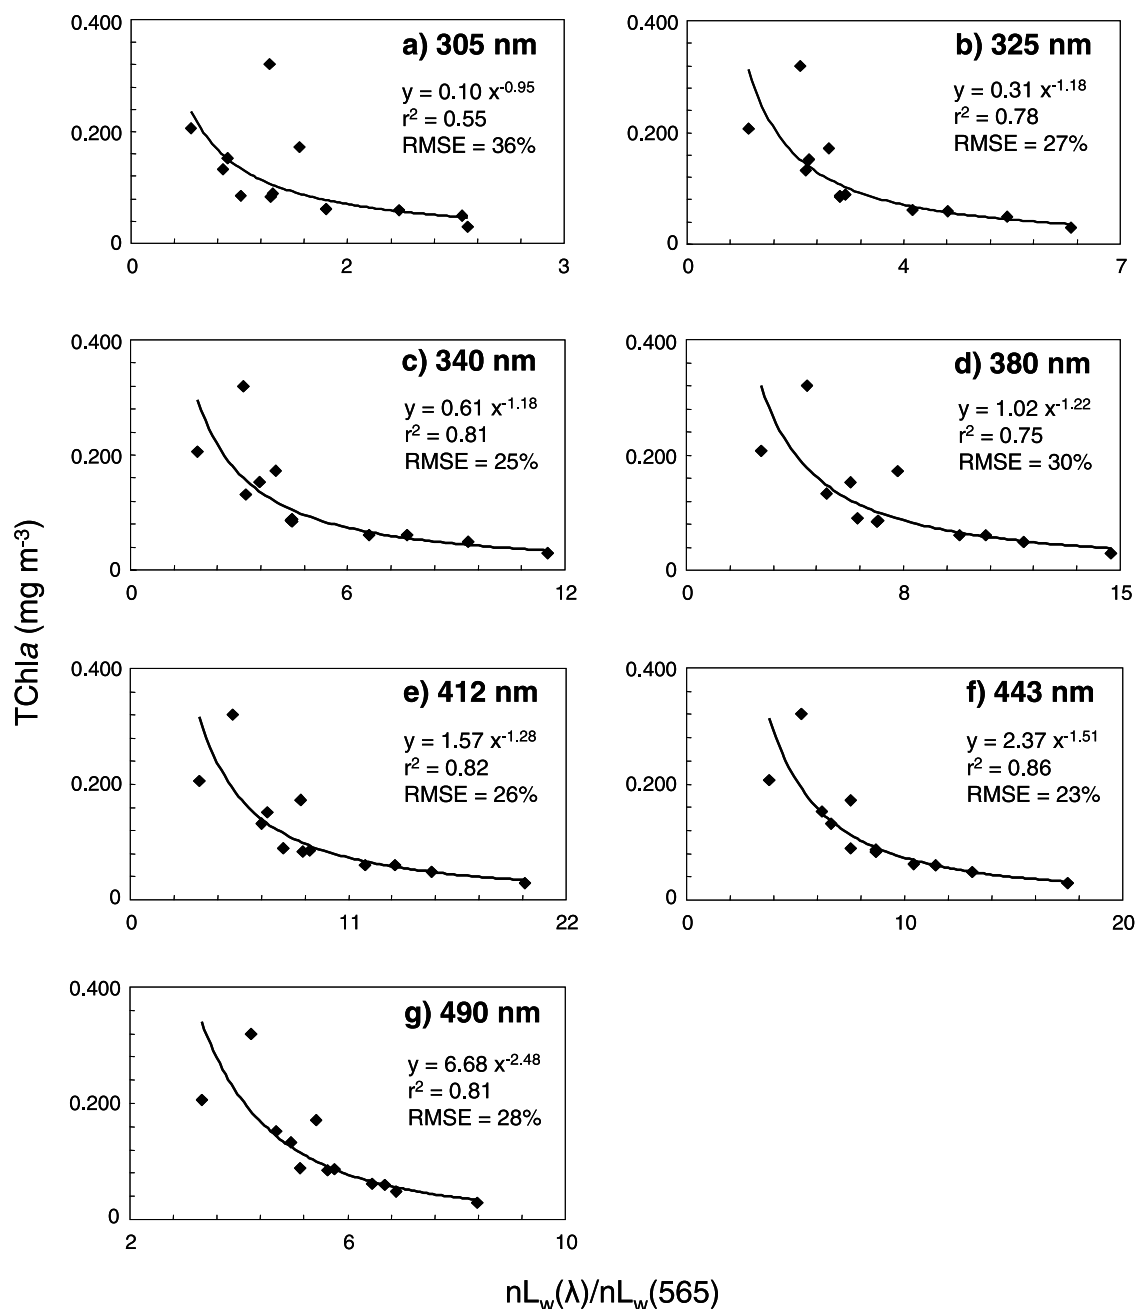 a) 305 nm
y = 0.10 x-0.95
r2 = 0.55
RMSE = 36%
0.400
0.200
0
0 2 3
b) 325 nm
y = 0.31 x-1.18
r2 = 0.78
RMSE = 27%
0.400
0.200
0
0 4 7
c) 340 nm
y = 0.61 x-1.18
r2 = 0.81
RMSE = 25%
0.400
0.200
0
0 6 12
d) 380 nm
y = 1.02 x-1.22
r2 = 0.75
RMSE = 30%
0.400
0.200
0
0 8 15
TChla (mg m-3)
e) 412 nm
y = 1.57 x-1.28
r2 = 0.82
RMSE = 26%
0.400
0.200
0
0 11 22
f) 443 nm
y = 2.37 x-1.51
r2 = 0.86
RMSE = 23%
0.400
0.200
0
0 10 20
g) 490 nm
y = 6.68 x-2.48
r2 = 0.81
RMSE = 28%
0.400
0.200
0
2 6 10
nLw(λ)/nLw(565)